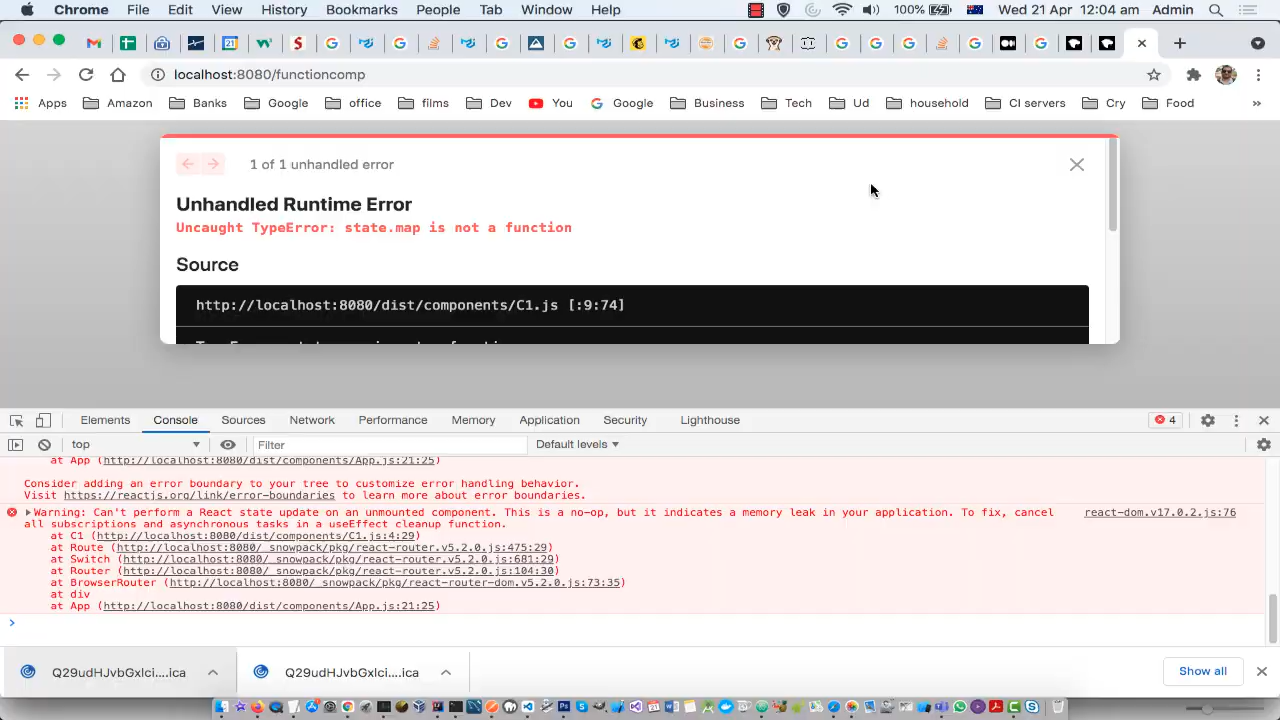 Chrome File Edit View History Bookmarks People Tab Window Help 100% Wed 21 Apr 12:04 am Admin
localhost:8080/functioncomp
Apps Amazon Banks Google office films Dev You Google Business Tech Ud household CI servers Cry Food »
1 of 1 unhandled error
Unhandled Runtime Error
Uncaught TypeError: state.map is not a function
Source
http://localhost:8080/dist/components/C1.js [:9:74]
Elements Console Sources Network Performance Memory Application Security Lighthouse 4
top Filter Default levels
at App (http://localhost:8080/dist/components/App.js:21:25)
Consider adding an error boundary to your tree to customize error handling behavior.
Visit https://reactjs.org/link/error-boundaries to learn more about error boundaries.
Warning: Can't perform a React state update on an unmounted component. This is a no-op, but it indicates a memory leak in your application. To fix, cancel react-dom.v17.0.2.js:76
all subscriptions and asynchronous tasks in a useEffect cleanup function.
at C1 (http://localhost:8080/dist/components/C1.js:4:29)
at Route (http://localhost:8080/_snowpack/pkg/react-router.v5.2.0.js:475:29)
at Switch (http://localhost:8080/_snowpack/pkg/react-router.v5.2.0.js:681:29)
at Router (http://localhost:8080/_snowpack/pkg/react-router.v5.2.0.js:104:30)
at BrowserRouter (http://localhost:8080/_snowpack/pkg/react-router-dom.v5.2.0.js:73:35)
at div
at App (http://localhost:8080/dist/components/App.js:21:25)
>
Q29udHJvbGxlci....ica Q29udHJvbGxlci....ica Show all